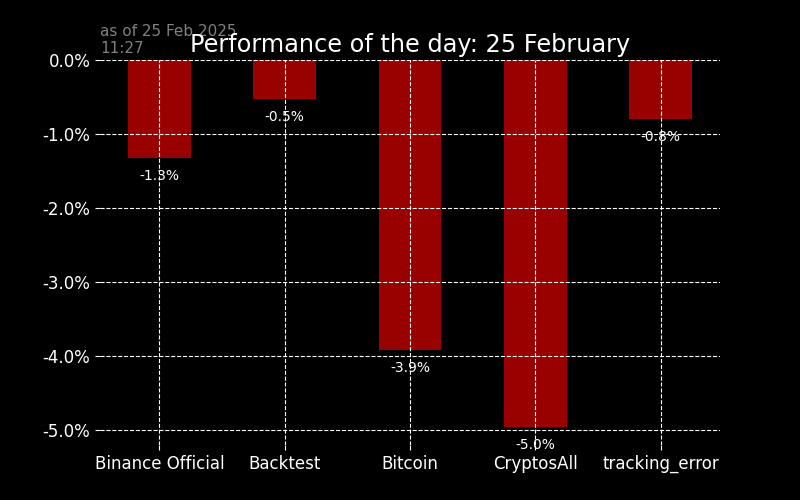 as of 25 Feb 2025
11:27
Performance of the day: 25 February
0.0%
-1.0%
-2.0%
-3.0%
-4.0%
-5.0%
-1.3%
-0.5%
-3.9%
-5.0%
-0.8%
Binance Official
Backtest
Bitcoin
CryptosAll
tracking_error